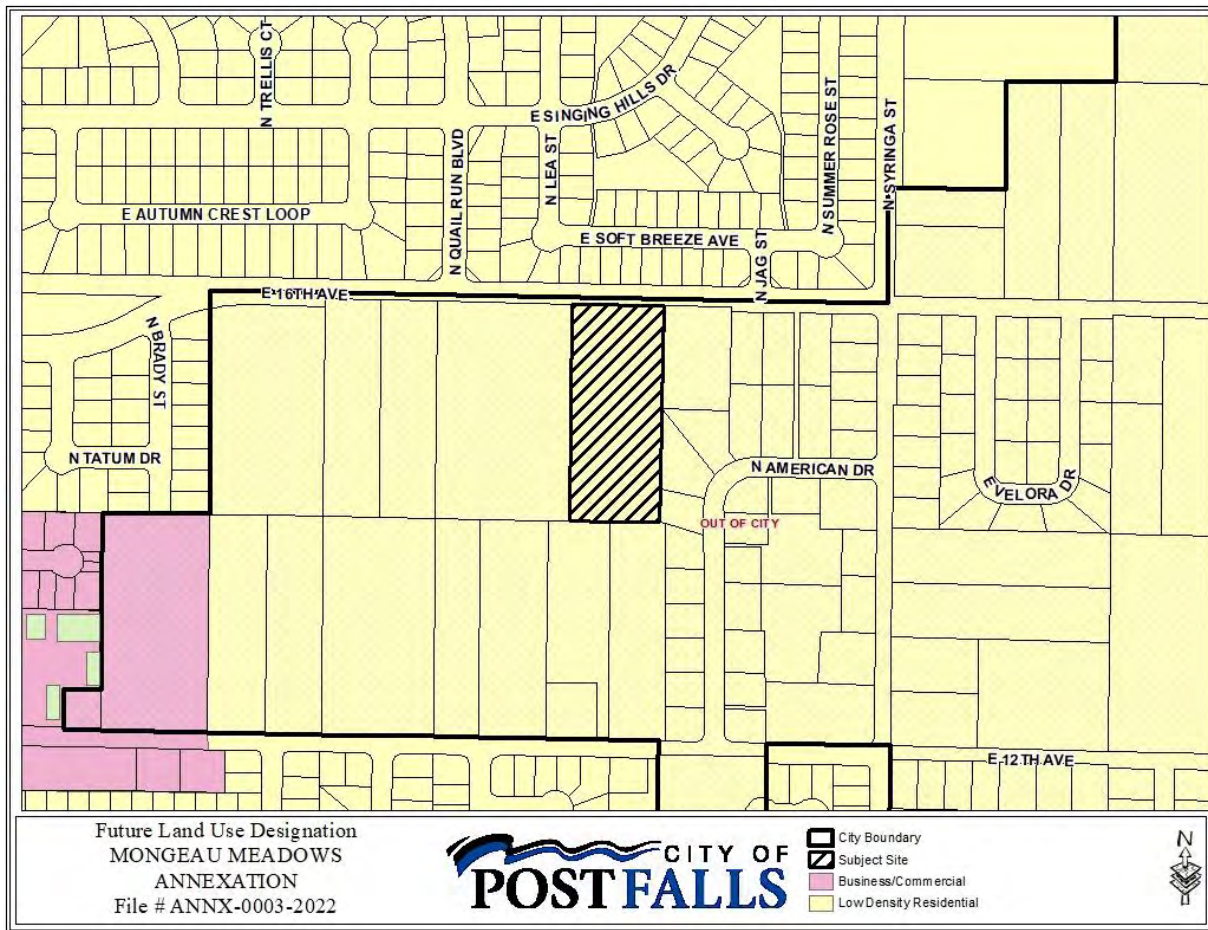 N TRELLIS CT
E SINGING HILLS DR
N QUAIL RUN BLVD
N LEA ST
N SUMMER ROSE ST
N SYRINGA ST
E AUTUMN CREST LOOP
E SOFT BREEZE AVE
N JAG ST
E 16TH AVE
N BRADY ST
N TATUM DR
N AMERICAN DR
E VELORA DR
OUT OF CITY
E 12TH AVE
Future Land Use Designation
MONGEAU MEADOWS
ANNEXATION
File # ANNX-0003-2022
CITY OF
POST FALLS
City Boundary
Subject Site
Business/Commercial
Low Density Residential
N